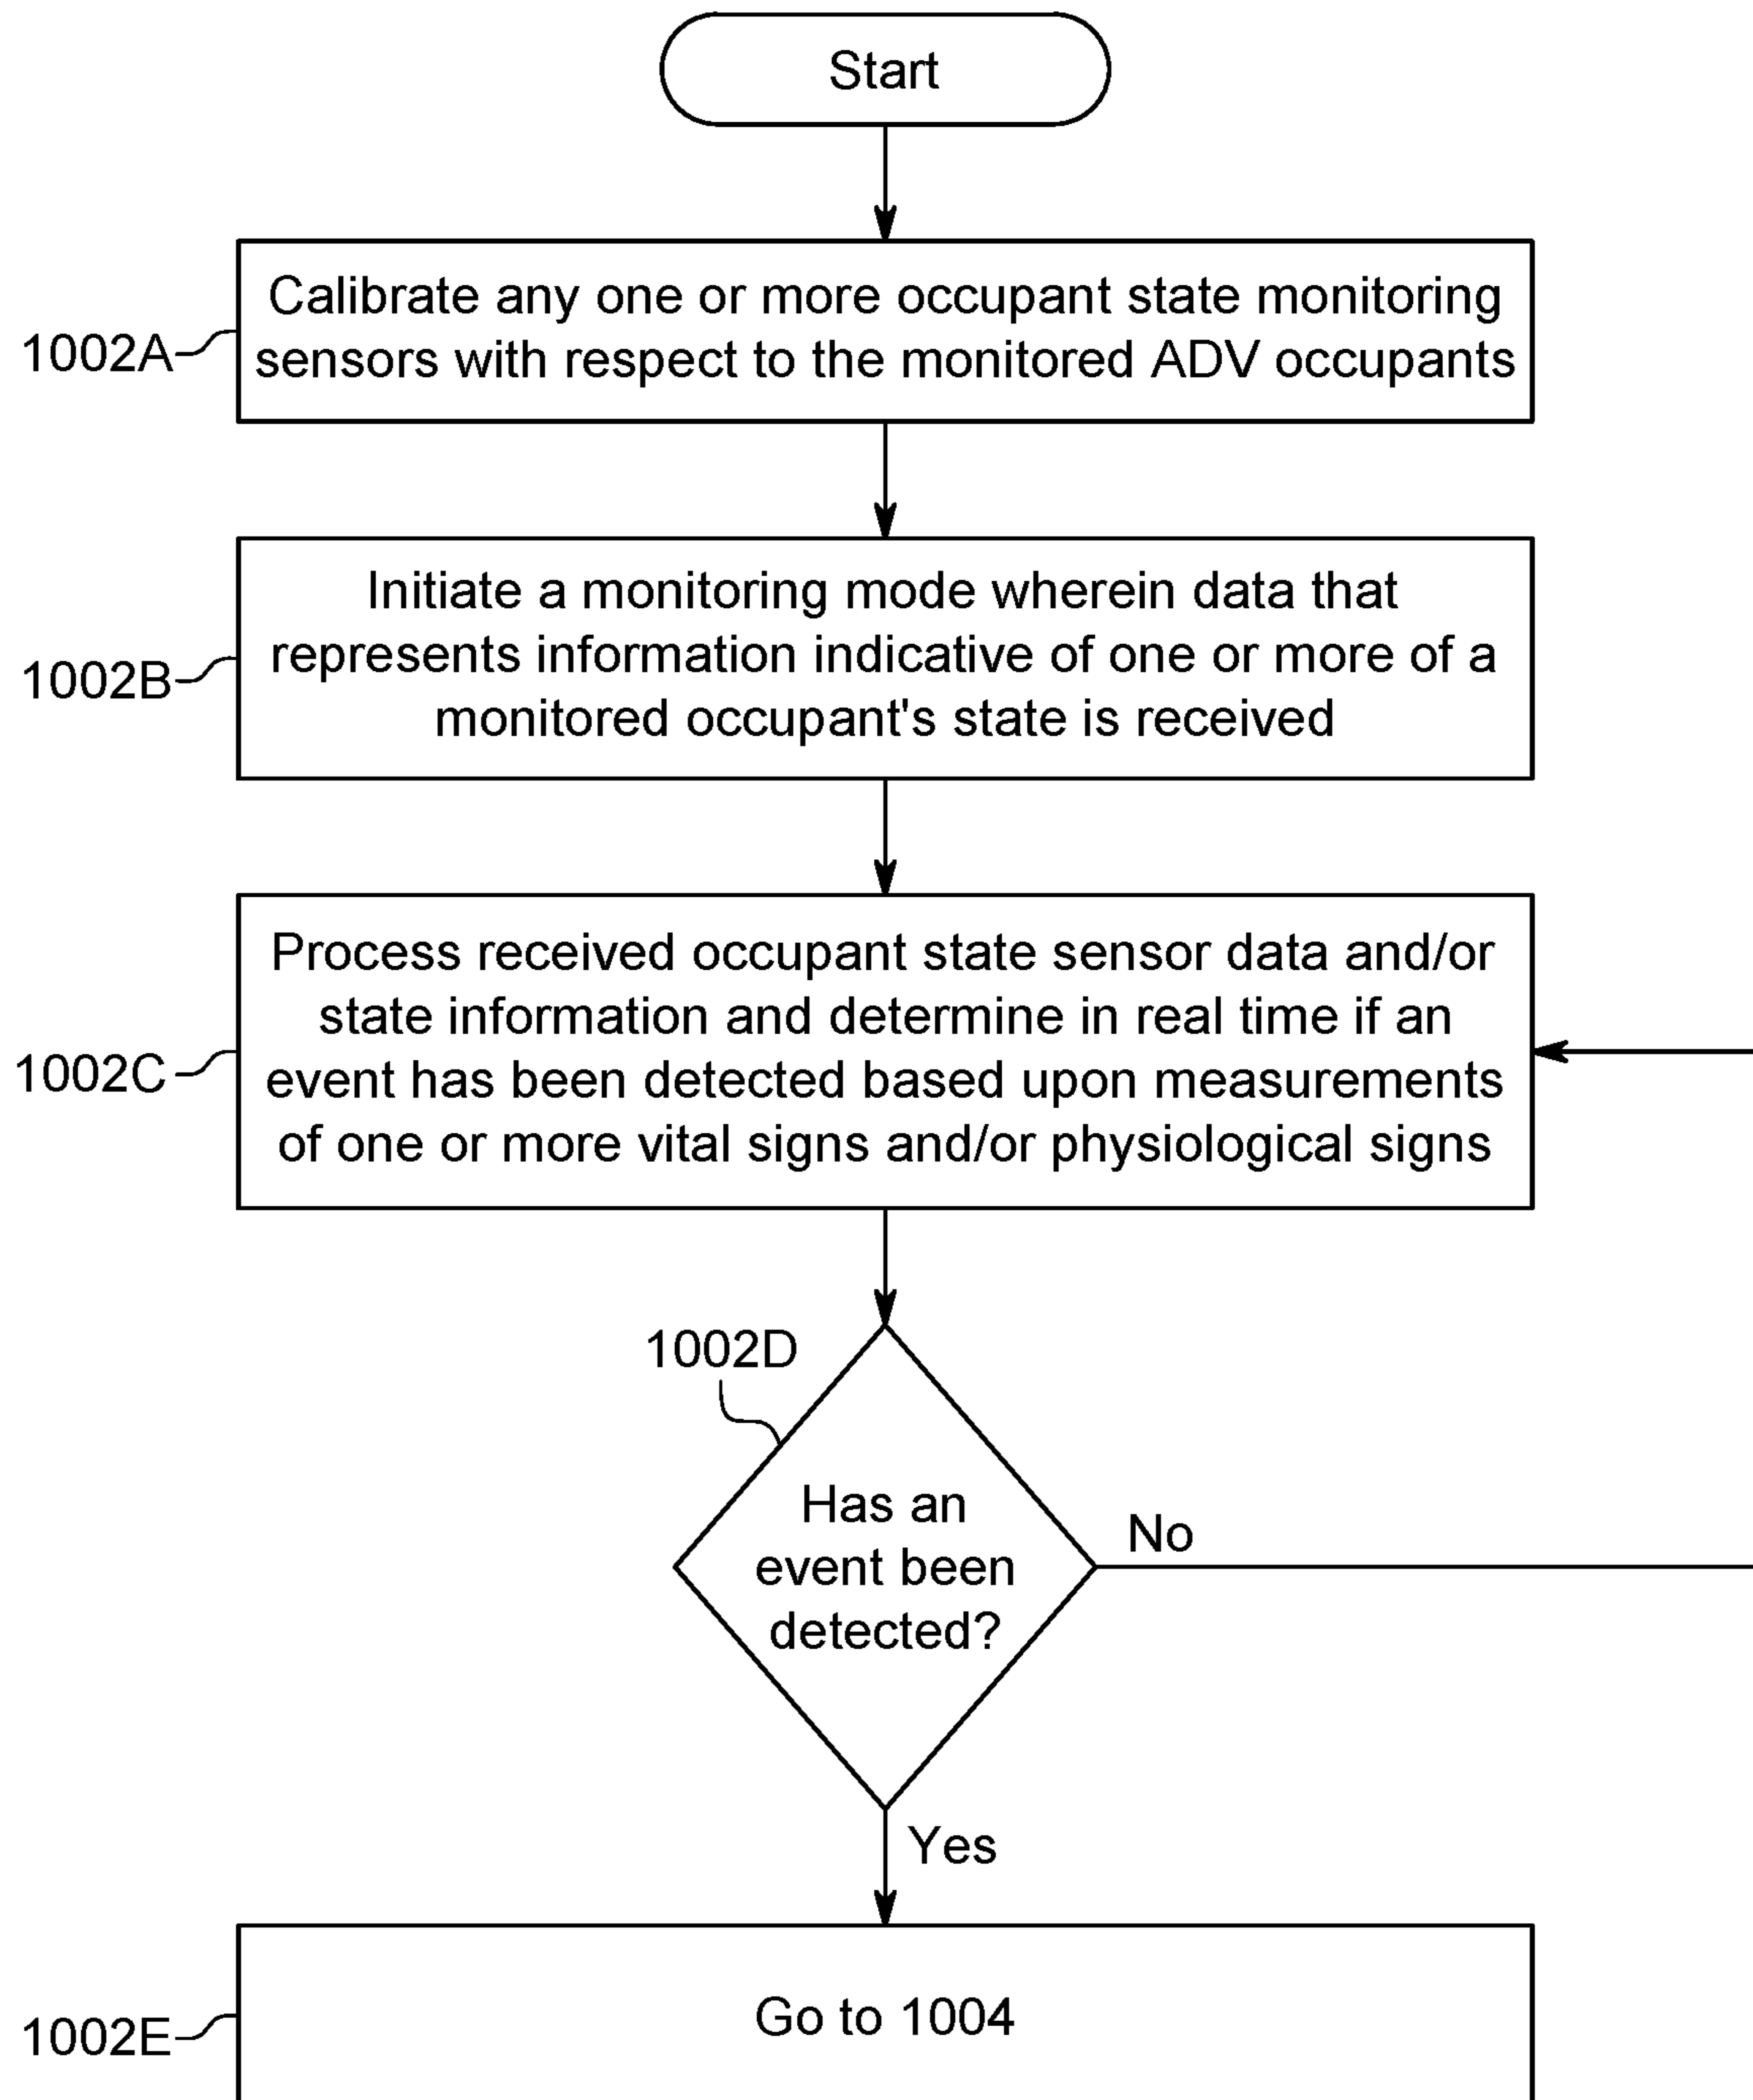 Start
Calibrate any one or more occupant state monitoring
sensors with respect to the monitored ADV occupants
1002A
Initiate a monitoring mode wherein data that
represents information indicative of one or more of a
monitored occupant's state is received
1002B
Process received occupant state sensor data and/or
state information and determine in real time if an
event has been detected based upon measurements
of one or more vital signs and/or physiological signs
1002C
1002D
Has an
event been
detected?
No
Yes
Go to 1004
1002E